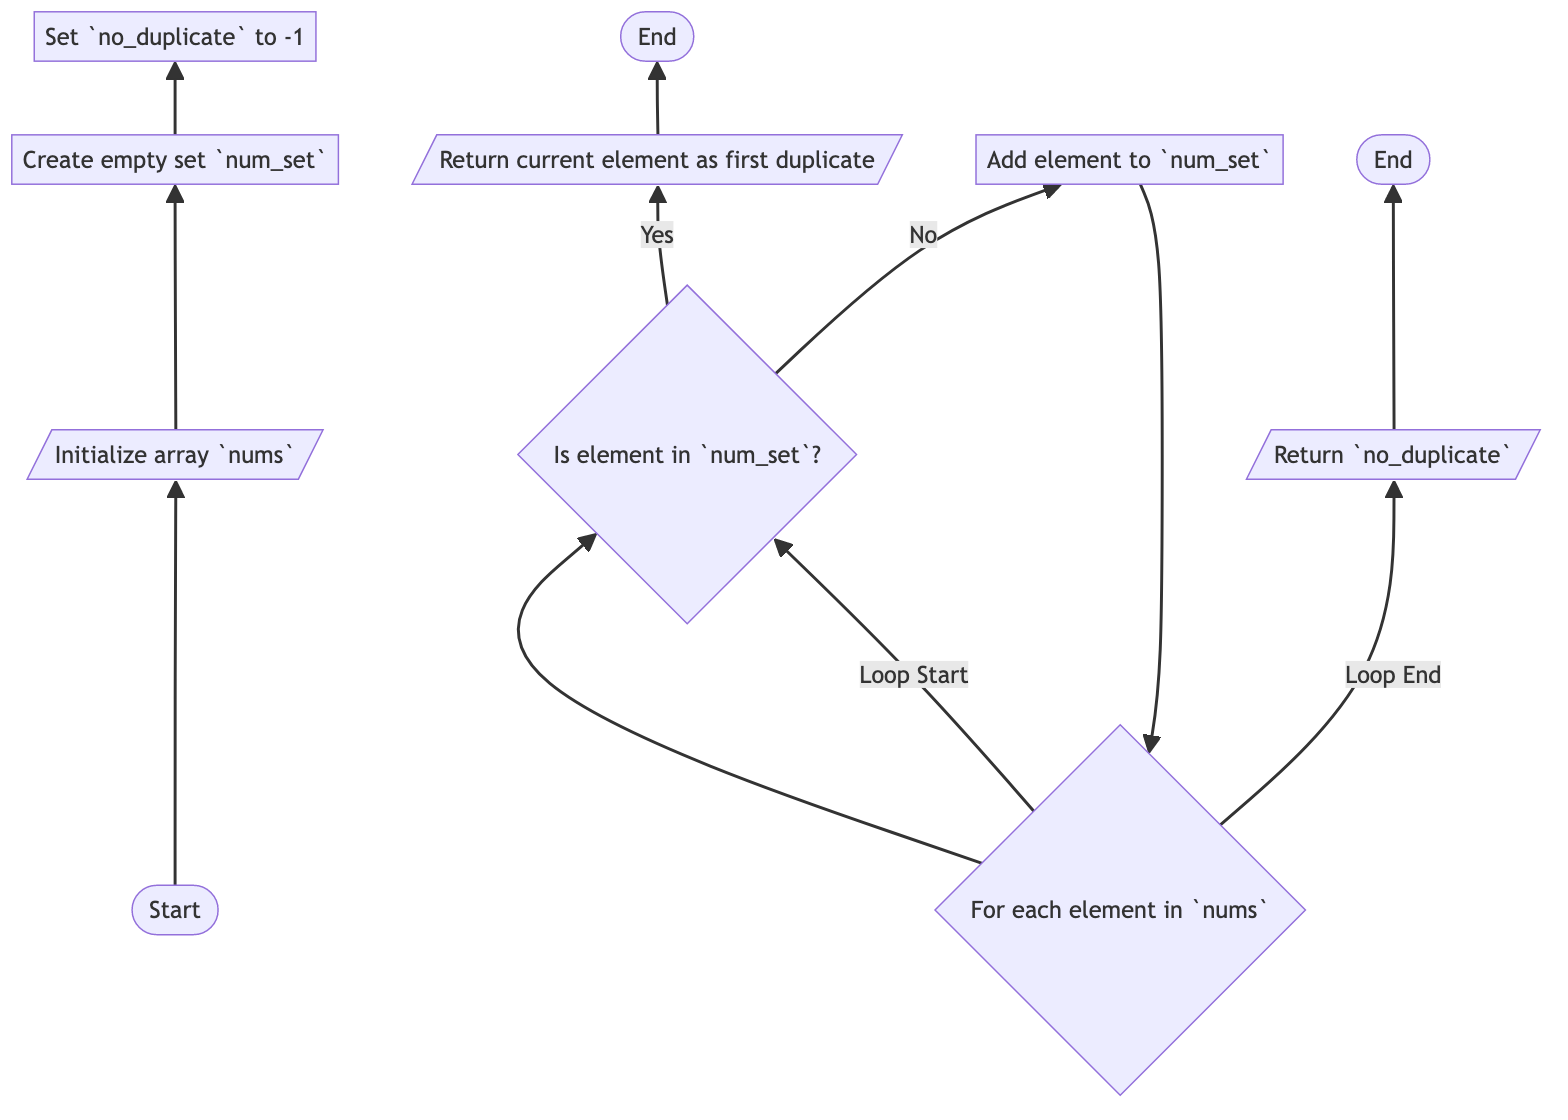 Set `no_duplicate` to -1
End
Create empty set `num_set`
Return current element as first duplicate
Add element to `num_set`
End
Yes
No
Initialize array `nums`
Is element in `num_set`?
Return `no_duplicate`
Loop Start
Loop End
Start
For each element in `nums`